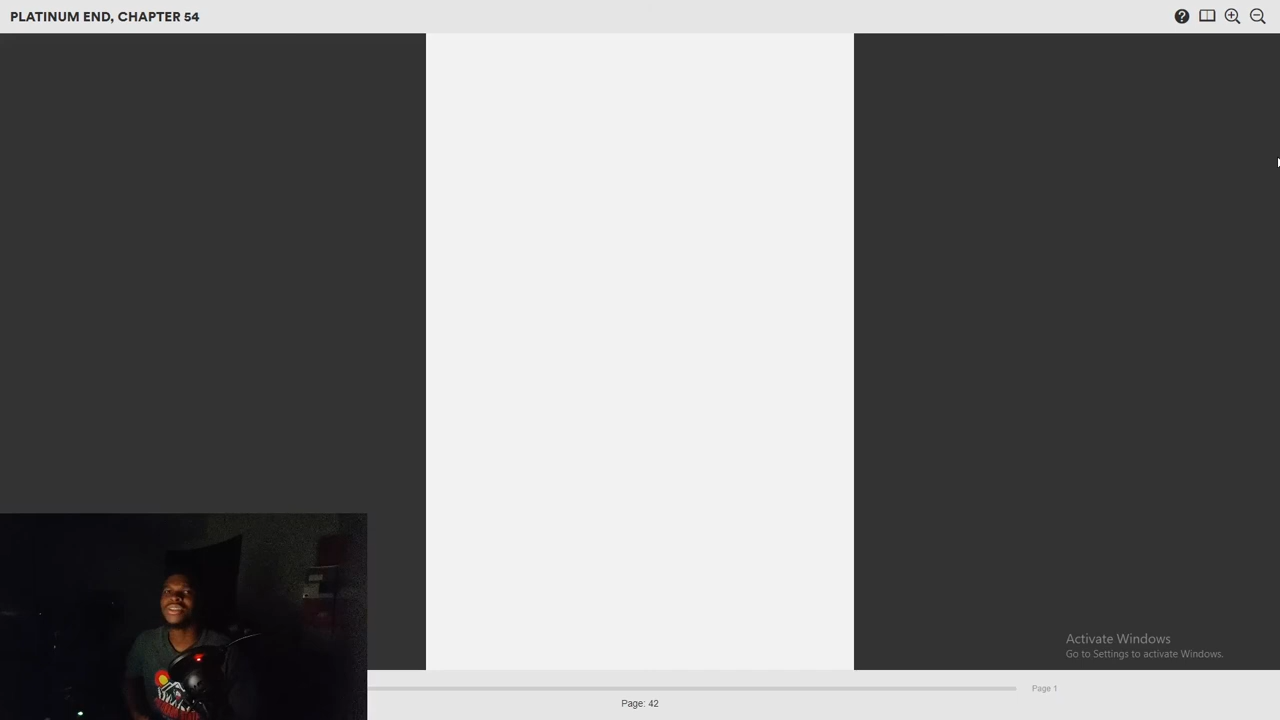 PLATINUM END, CHAPTER 54
Activate Windows
Go to Settings to activate Windows.
Page 1
Page: 42